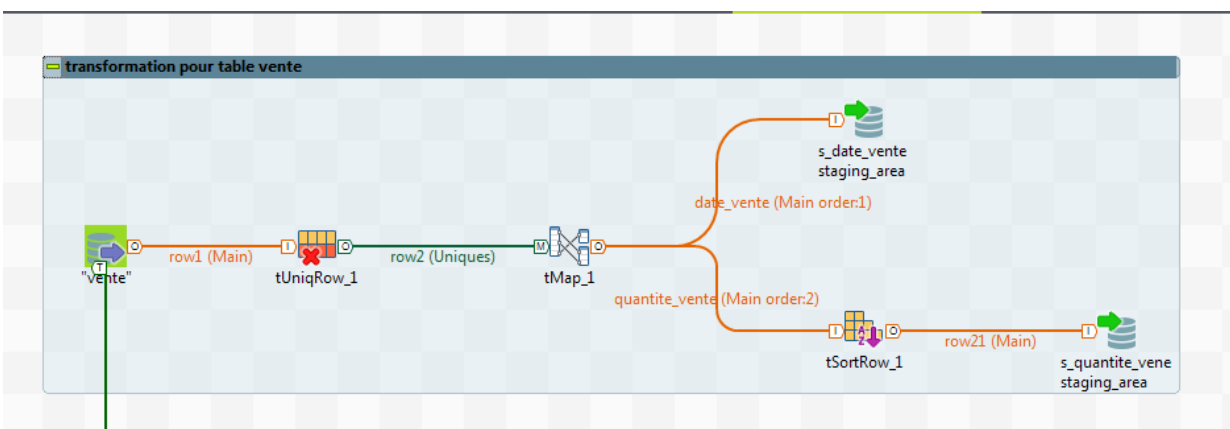 transformation pour table vente
I
s_date_vente
staging_area
date_vente (Main order:1)
O
row1 (Main)
I
O
row2 (Uniques)
M
O
T
"vente"
tUniqRow_1
tMap_1
quantite_vente (Main order:2)
I
A
Z
O
row21 (Main)
I
tSortRow_1
s_quantite_vene
staging_area